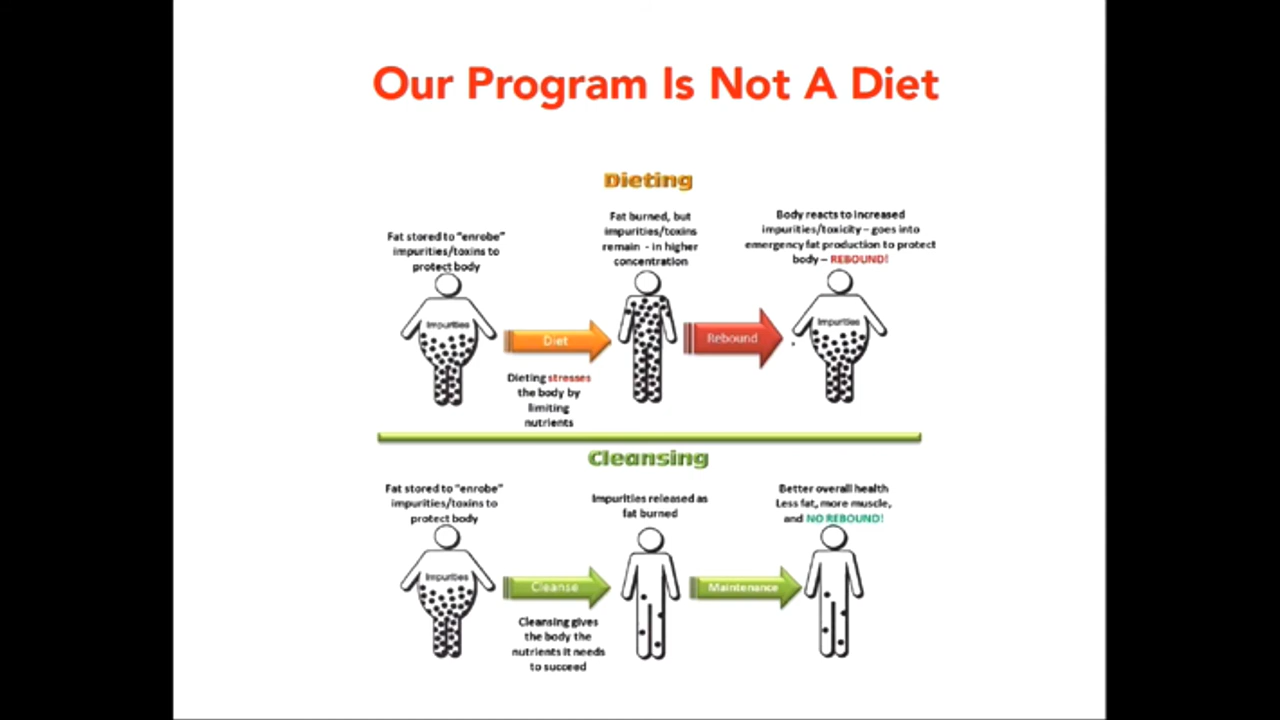 Our Program Is Not A Diet
Dieting
Fat stored to "enrobe"
impurities/toxins to
protect body
Fat burned, but
impurities/toxins
remain - in higher
concentration
Body reacts to increased
impurities/toxicity – goes into
emergency fat production to protect
body – REBOUND!
Impurities
Diet
Rebound
Impurities
Dieting stresses
the body by
limiting
nutrients
Cleansing
Fat stored to "enrobe"
impurities/toxins to
protect body
Impurities released as
fat burned
Better overall health
Less fat, more muscle,
and NO REBOUND!
Impurities
Cleanse
Maintenance
Cleansing gives
the body the
nutrients it needs
to succeed